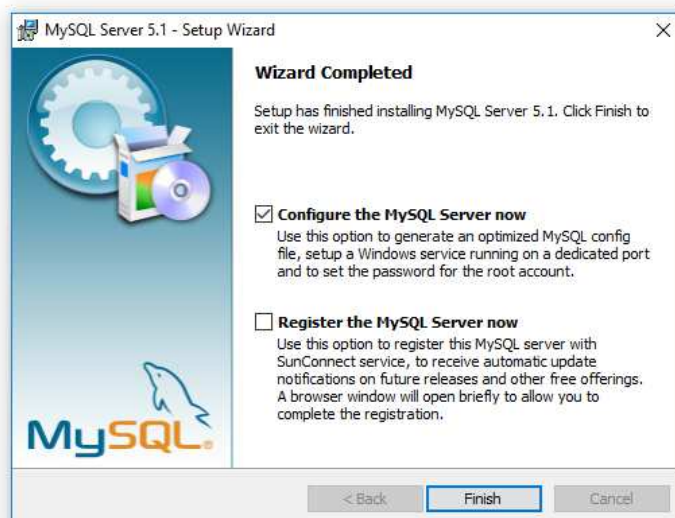 MySQL Server 5.1 - Setup Wizard
Wizard Completed
Setup has finished installing MySQL Server 5.1. Click Finish to
exit the wizard.
Configure the MySQL Server now
Use this option to generate an optimized MySQL config
file, setup a Windows service running on a dedicated port
and to set the password for the root account.
Register the MySQL Server now
Use this option to register this MySQL server with
SunConnect service, to receive automatic update
notifications on future releases and other free offerings.
A browser window will open briefly to allow you to
complete the registration.
MySQL
< Back
Finish
Cancel